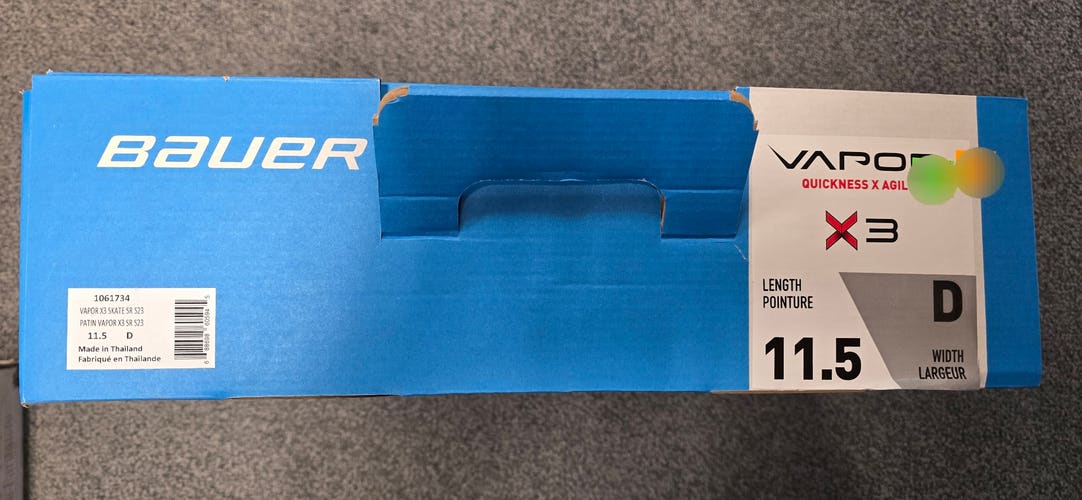 BAUER
1061734
VAPOR X3 SKATE SR S23
PATIN VAPOR X3 SR S23
11.5 D
Made in Thailand
Fabriqué en Thaïlande
VAPOR
QUICKNESS X AGIL
X3
LENGTH
POINTURE
11.5
D
WIDTH
LARGEUR